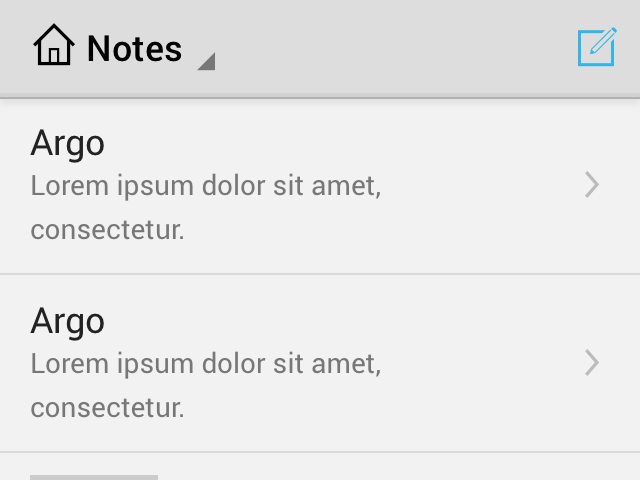 Notes
Argo
Lorem ipsum dolor sit amet,
consectetur.
Argo
Lorem ipsum dolor sit amet,
consectetur.